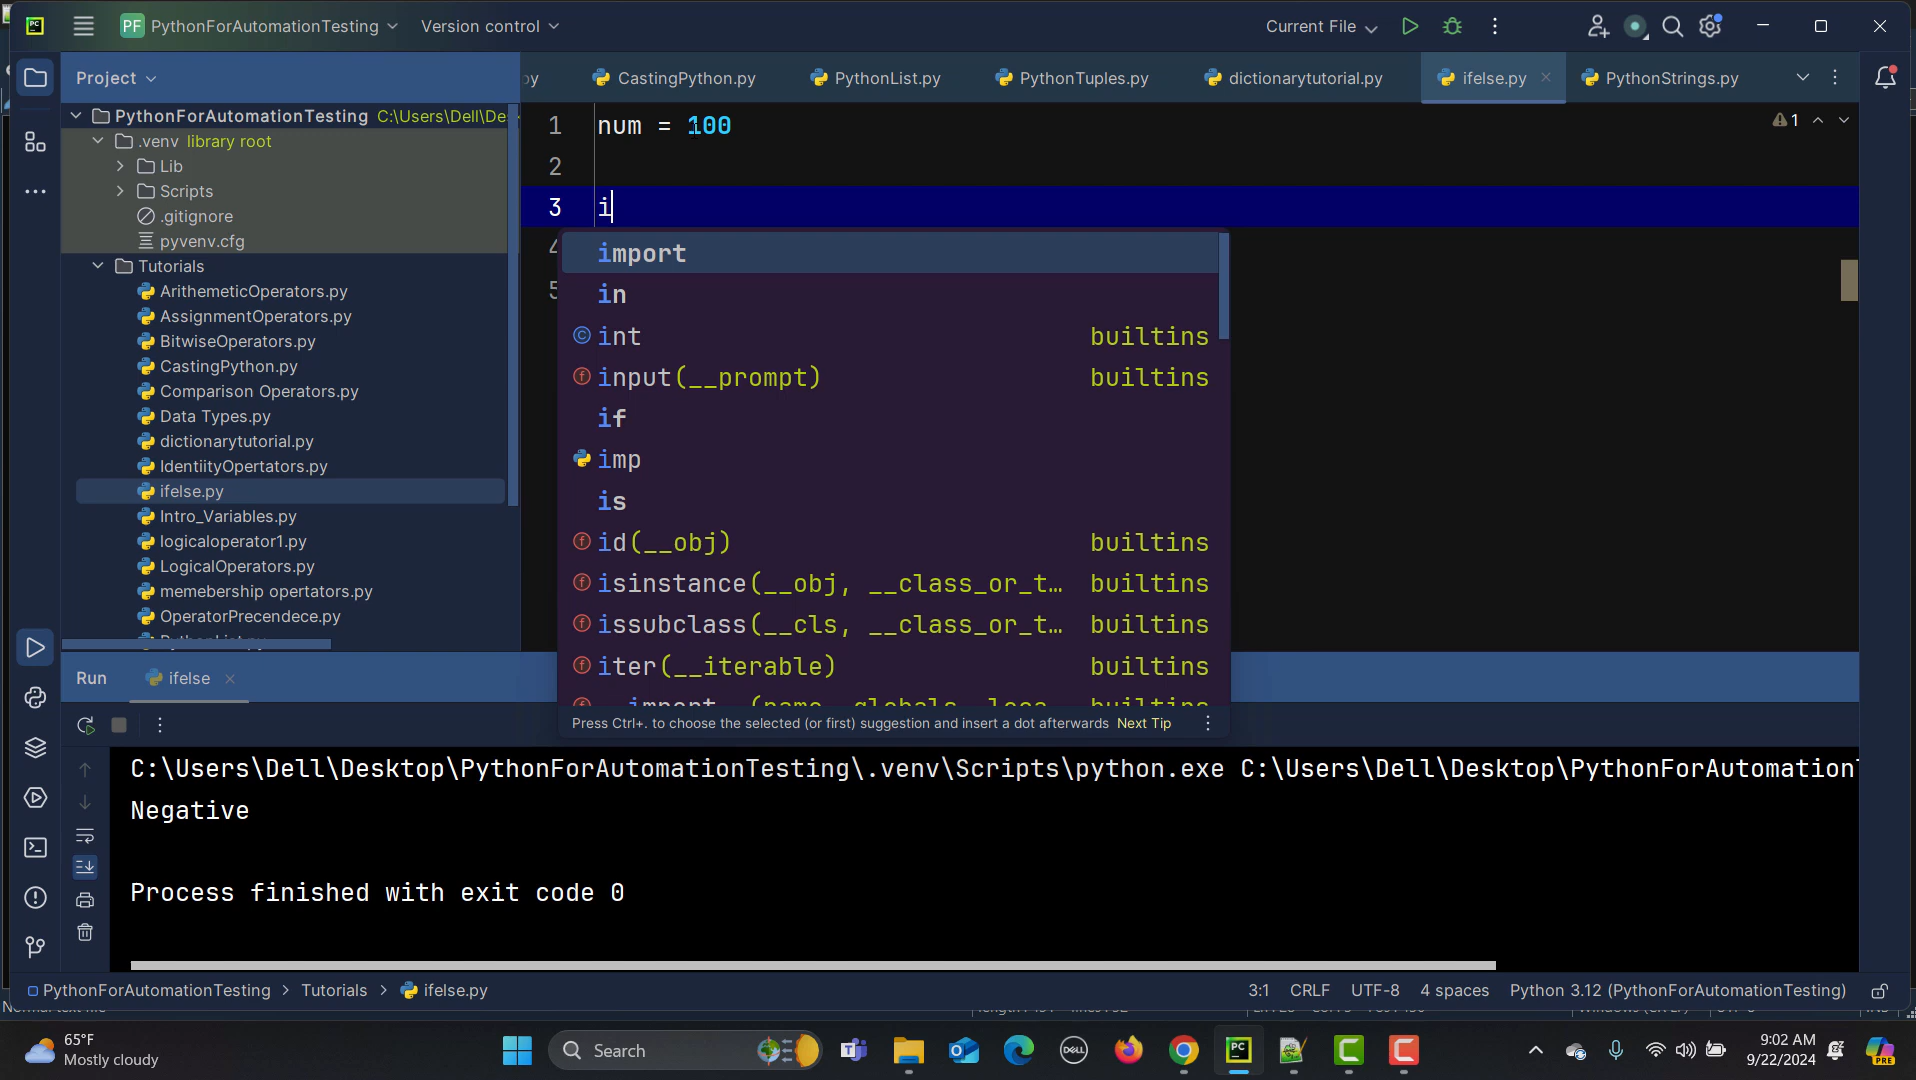 PC
PF PythonForAutomationTesting
Version control
Current File
Project
CastingPython.py
PythonList.py
PythonTuples.py
dictionarytutorial.py
ifelse.py
PythonStrings.py
PythonForAutomationTesting C:\Users\Dell\De
.venv library root
Lib
Scripts
.gitignore
pyvenv.cfg
Tutorials
ArithemeticOperators.py
AssignmentOperators.py
BitwiseOperators.py
CastingPython.py
Comparison Operators.py
Data Types.py
dictionarytutorial.py
IdentiityOpertators.py
ifelse.py
Intro_Variables.py
logicaloperator1.py
LogicalOperators.py
memebership opertators.py
OperatorPrecendece.py
1 num = 100
2
3 i
1
import
in
int builtins
input(__prompt) builtins
if
imp
is
id(__obj) builtins
isinstance(__obj, __class_or_t… builtins
issubclass(__cls, __class_or_t… builtins
iter(__iterable) builtins
Press Ctrl+. to choose the selected (or first) suggestion and insert a dot afterwards Next Tip
Run ifelse
C:\Users\Dell\Desktop\PythonForAutomationTesting\.venv\Scripts\python.exe C:\Users\Dell\Desktop\PythonForAutomation
Negative
Process finished with exit code 0
PythonForAutomationTesting > Tutorials > ifelse.py
3:1 CRLF UTF-8 4 spaces Python 3.12 (PythonForAutomationTesting)
65°F
Mostly cloudy
Search
DELL
PC
9:02 AM
9/22/2024
PRE